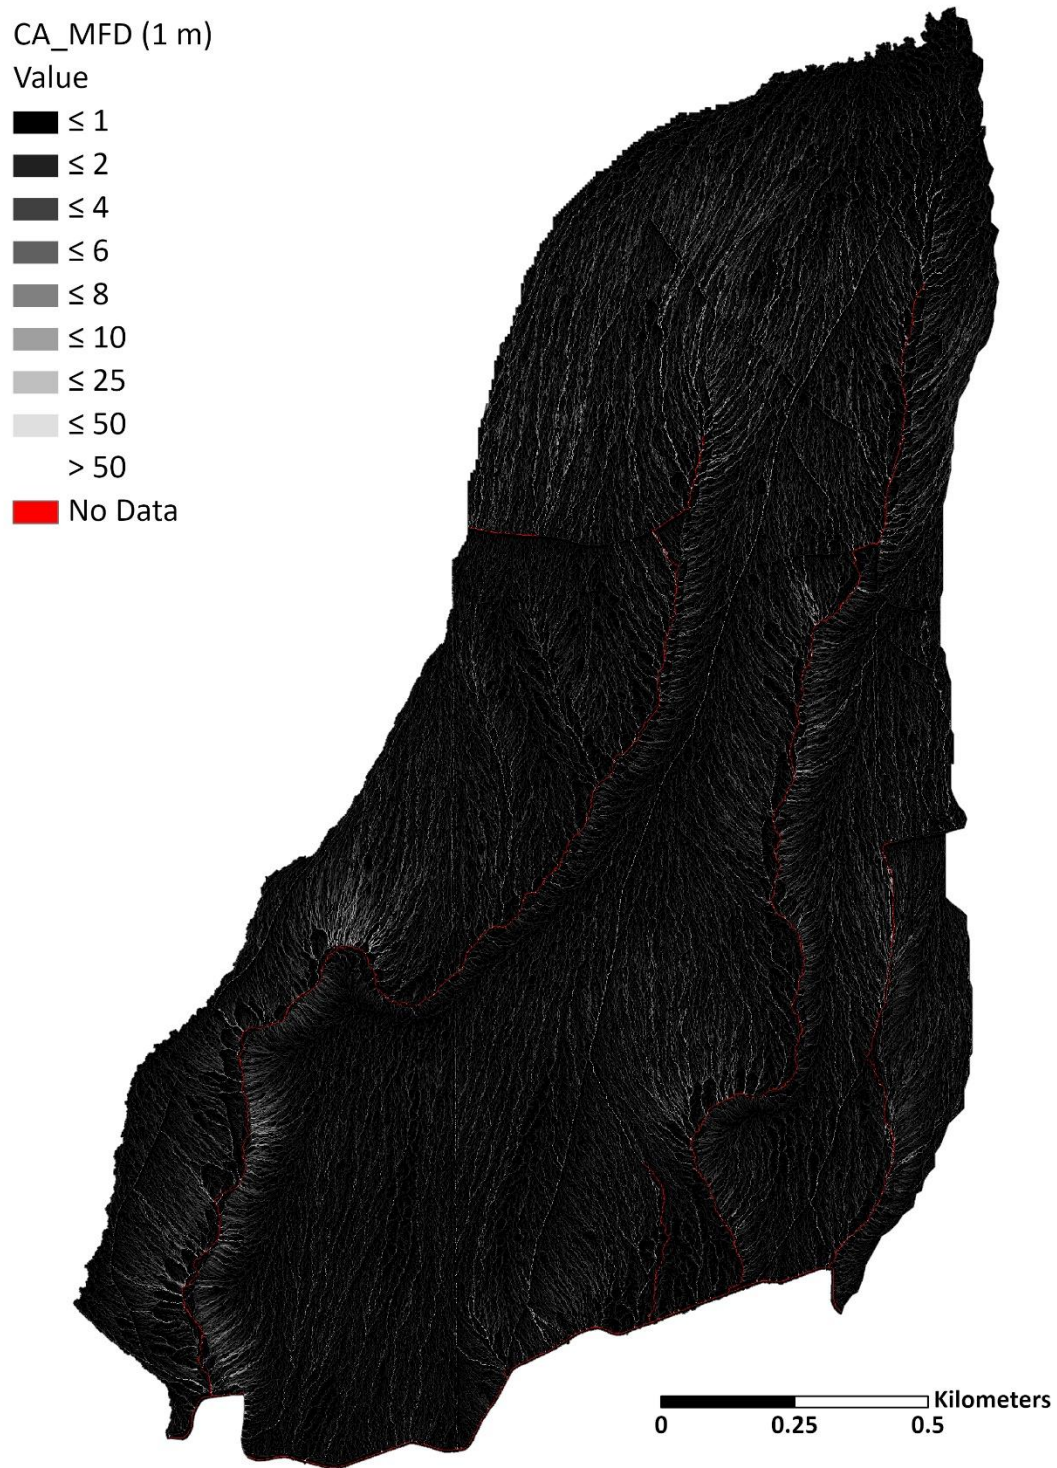 CA_MFD (1 m)
Value
≤ 1
≤ 2
≤ 4
≤ 6
≤ 8
≤ 10
≤ 25
≤ 50
> 50
No Data
Kilometers
0 0.25 0.5